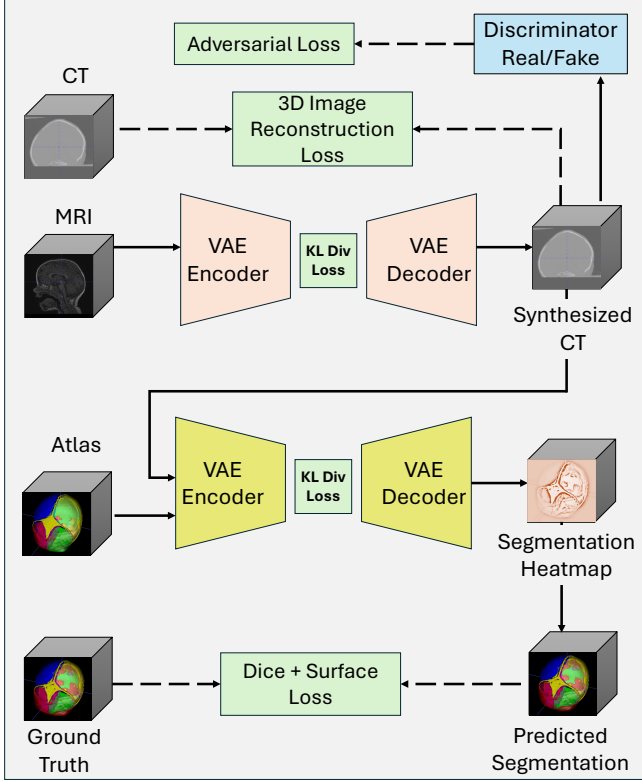 Adversarial Loss
Discriminator
Real/Fake
CT
3D Image
Reconstruction
Loss
MRI
VAE
Encoder
KL Div
Loss
VAE
Decoder
Synthesized
CT
Atlas
VAE
Encoder
KL Div
Loss
VAE
Decoder
Segmentation
Heatmap
Dice + Surface
Loss
Ground
Truth
Predicted
Segmentation